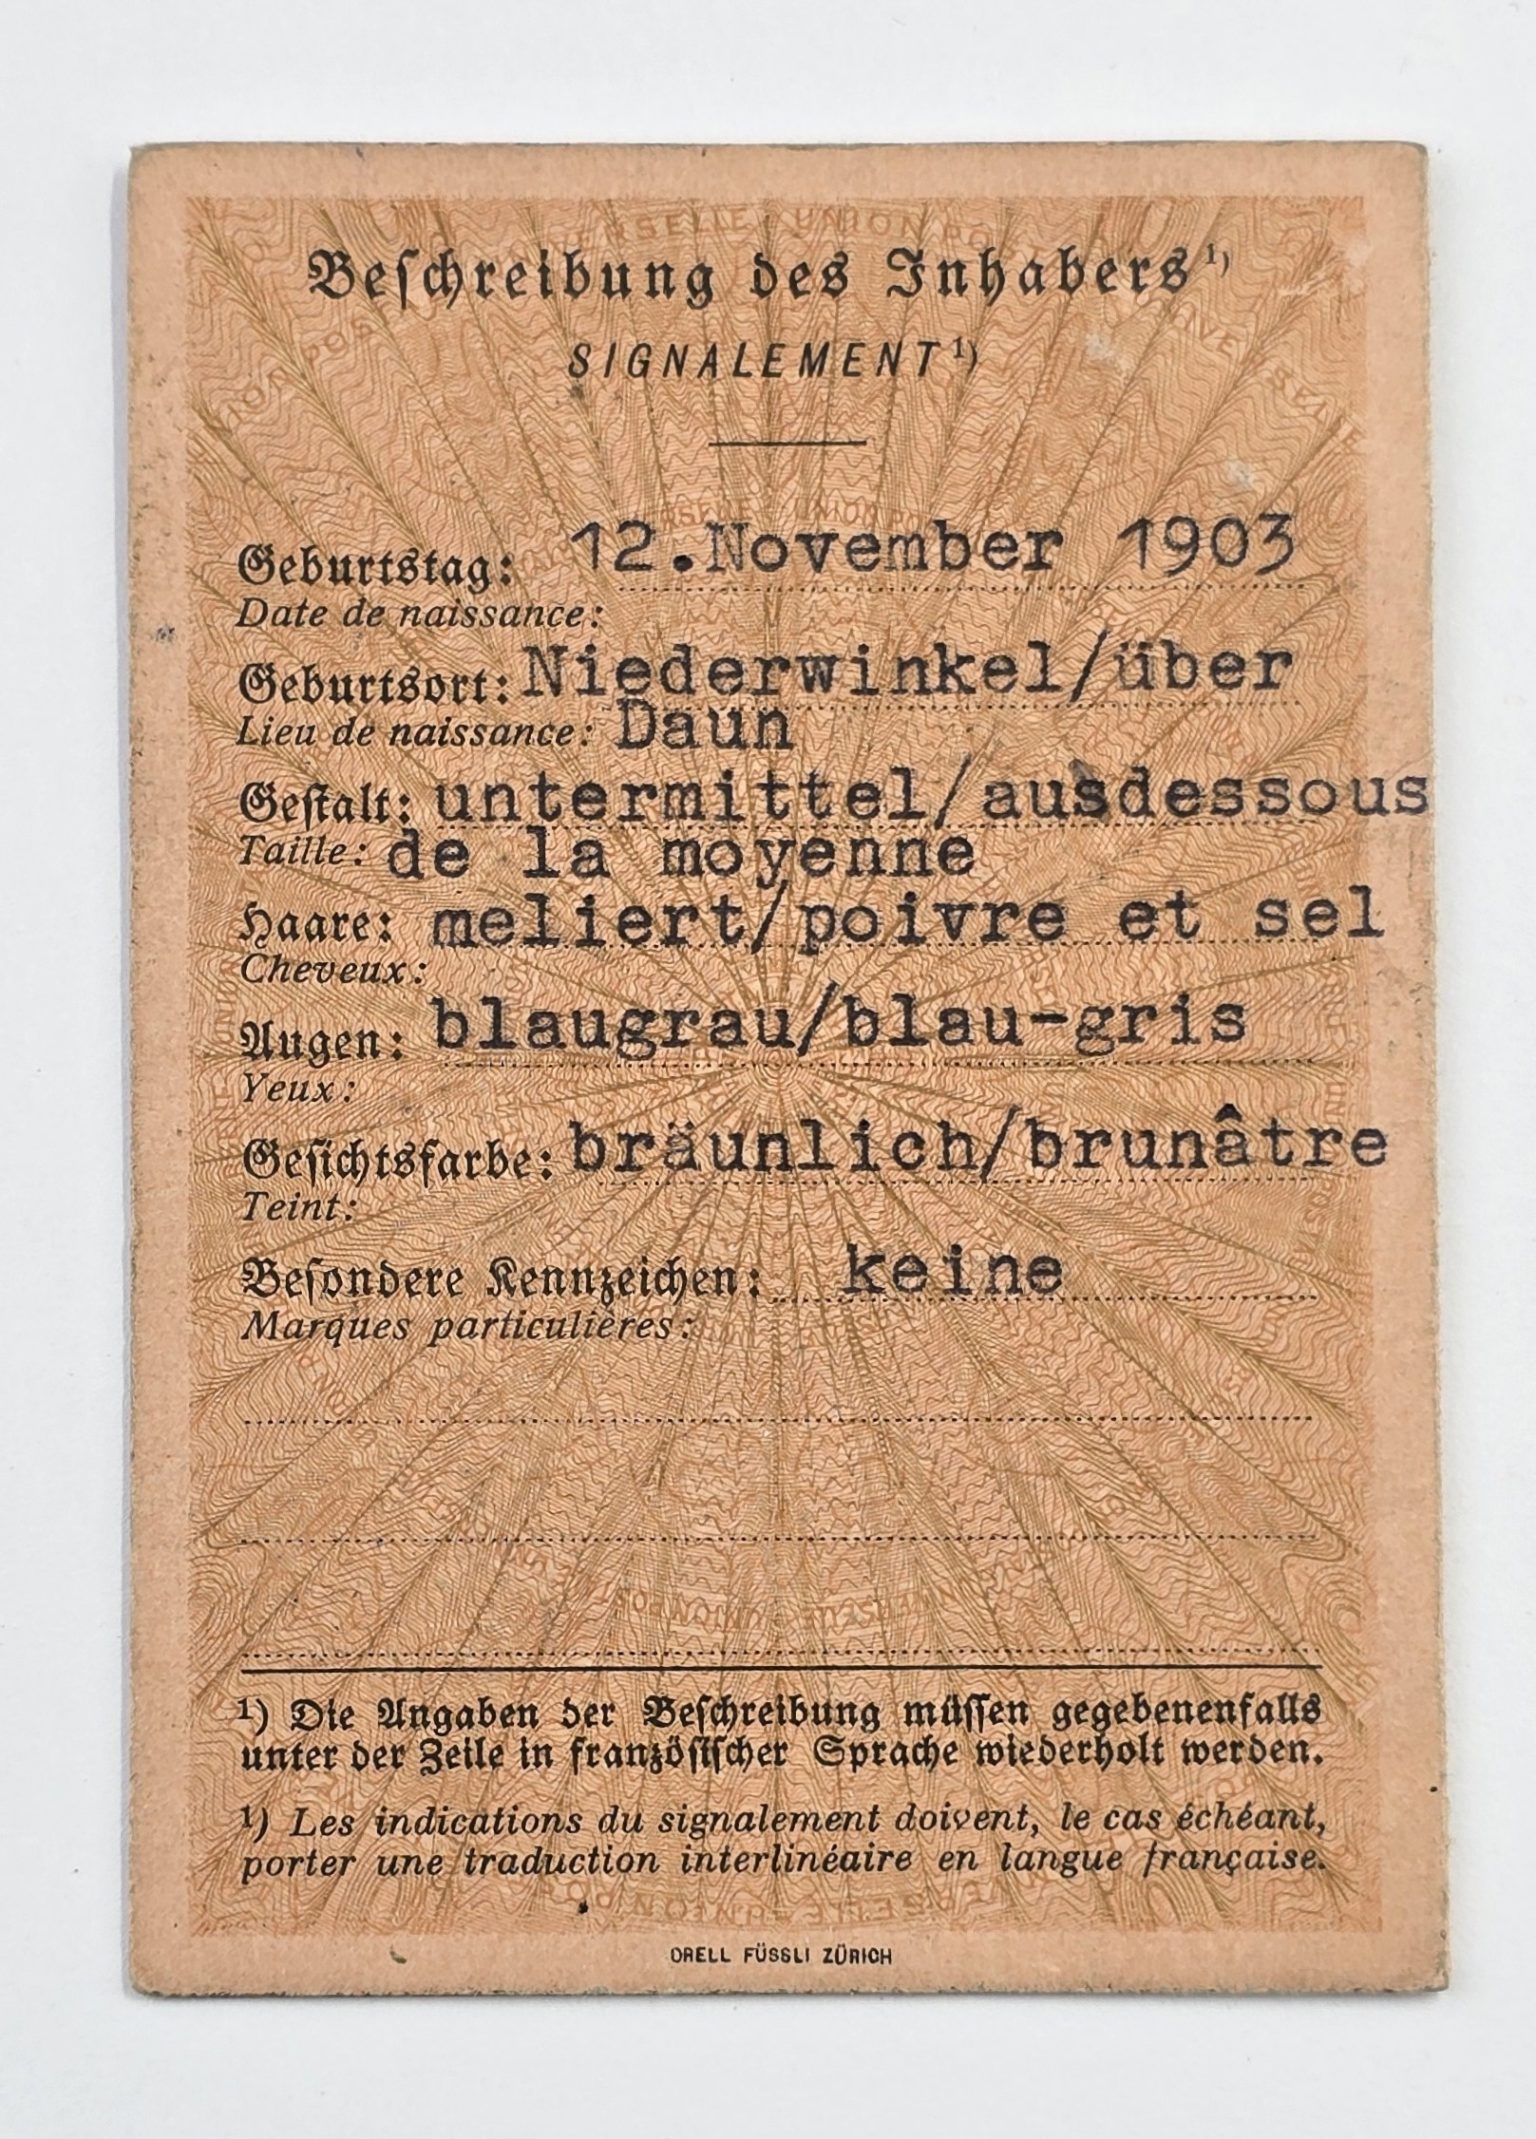 Beschreibung des Inhabers¹)
SIGNALEMENT¹)
Geburtstag: 12.November 1903
Date de naissance:
Geburtsort: Niederwinkel/über
Lieu de naissance: Daun
Gestalt: untermittel/ausdessous
Taille: de la moyenne
Haare: meliert/poivre et sel
Cheveux:
Augen: blaugrau/blau-gris
Yeux:
Gesichtsfarbe: bräunlich/brunâtre
Teint:
Besondere Kennzeichen: keine
Marques particulières:
¹) Die Angaben der Beschreibung müssen gegebenenfalls
unter der Zeile in französischer Sprache wiederholt werden.
¹) Les indications du signalement doivent, le cas échéant,
porter une traduction interlinéaire en langue française.
ORELL FÜSSLI ZÜRICH